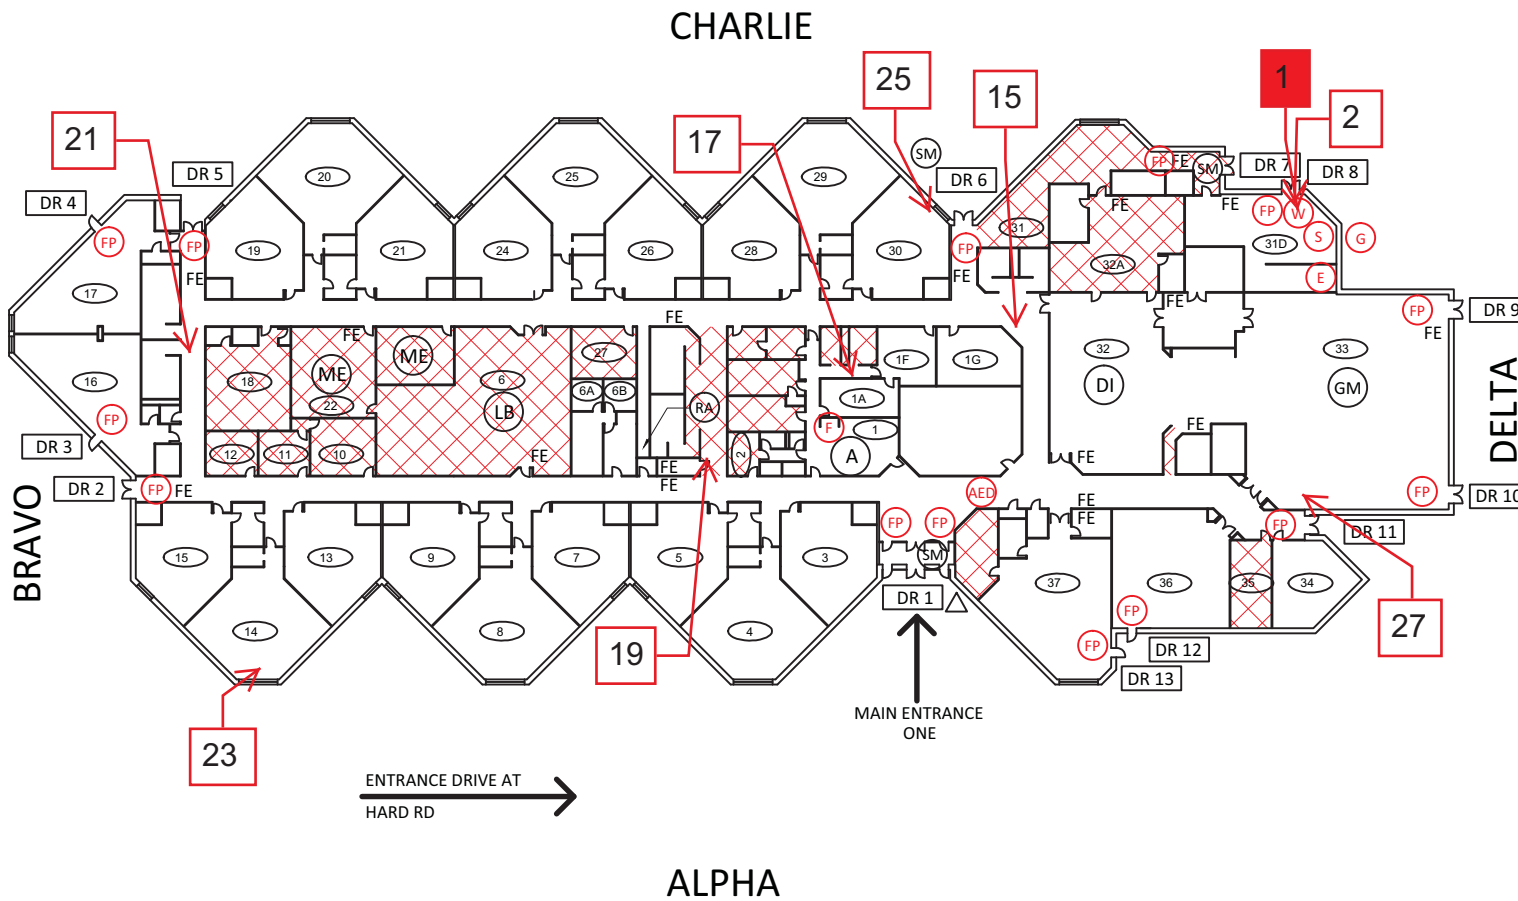 CHARLIE
25
1
15
2
21
17
SM
DR 5
DR 4
DR 6
FP
FE
SM
DR 7
DR 8
20
25
29
FP
FP
FE
19
21
24
26
28
30
FP
FE
31
32A
FE
FE
FP
W
S
G
31D
E
17
16
FP
DR 3
DR 2
FP
FE
FE
FE
FE
FP
FE
DR 9
18
ME
22
ME
6
LB
27
6A
6B
RA
12
11
10
FE
FE
FE
2
1F
1G
1A
F
1
A
32
DI
33
GM
FE
FE
FP
DR 10
DELTA
BRAVO
AED
FP
FP
SM
DR 1
FE
FE
FP
DR 11
15
13
9
7
5
3
37
36
35
34
14
8
4
FP
FP
DR 12
DR 13
27
19
23
MAIN ENTRANCE
ONE
ENTRANCE DRIVE AT
HARD RD
ALPHA